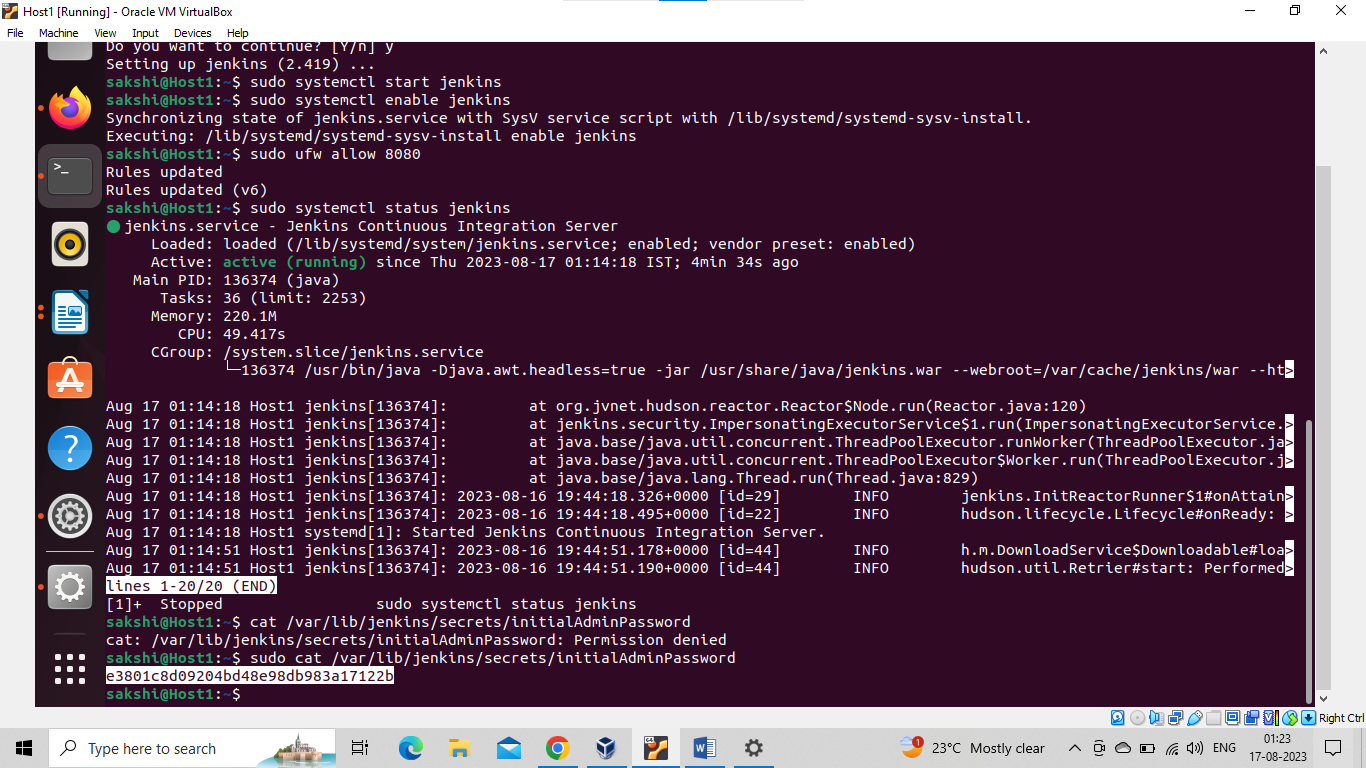 Host1 [Running] - Oracle VM VirtualBox
File Machine View Input Devices Help
Do you want to continue? [Y/n] y
Setting up jenkins (2.419) ...
sakshi@Host1:~$ sudo systemctl start jenkins
sakshi@Host1:~$ sudo systemctl enable jenkins
Synchronizing state of jenkins.service with SysV service script with /lib/systemd/systemd-sysv-install.
Executing: /lib/systemd/systemd-sysv-install enable jenkins
sakshi@Host1:~$ sudo ufw allow 8080
Rules updated
Rules updated (v6)
sakshi@Host1:~$ sudo systemctl status jenkins
● jenkins.service - Jenkins Continuous Integration Server
Loaded: loaded (/lib/systemd/system/jenkins.service; enabled; vendor preset: enabled)
Active: active (running) since Thu 2023-08-17 01:14:18 IST; 4min 34s ago
Main PID: 136374 (java)
Tasks: 36 (limit: 2253)
Memory: 220.1M
CPU: 49.417s
CGroup: /system.slice/jenkins.service
└─136374 /usr/bin/java -Djava.awt.headless=true -jar /usr/share/java/jenkins.war --webroot=/var/cache/jenkins/war --ht>
Aug 17 01:14:18 Host1 jenkins[136374]: at org.jvnet.hudson.reactor.Reactor$Node.run(Reactor.java:120)
Aug 17 01:14:18 Host1 jenkins[136374]: at jenkins.security.ImpersonatingExecutorService$1.run(ImpersonatingExecutorService.>
Aug 17 01:14:18 Host1 jenkins[136374]: at java.base/java.util.concurrent.ThreadPoolExecutor.runWorker(ThreadPoolExecutor.ja>
Aug 17 01:14:18 Host1 jenkins[136374]: at java.base/java.util.concurrent.ThreadPoolExecutor$Worker.run(ThreadPoolExecutor.j>
Aug 17 01:14:18 Host1 jenkins[136374]: at java.base/java.lang.Thread.run(Thread.java:829)
Aug 17 01:14:18 Host1 jenkins[136374]: 2023-08-16 19:44:18.326+0000 [id=29] INFO jenkins.InitReactorRunner$1#onAttain>
Aug 17 01:14:18 Host1 jenkins[136374]: 2023-08-16 19:44:18.495+0000 [id=22] INFO hudson.lifecycle.Lifecycle#onReady: >
Aug 17 01:14:18 Host1 systemd[1]: Started Jenkins Continuous Integration Server.
Aug 17 01:14:51 Host1 jenkins[136374]: 2023-08-16 19:44:51.178+0000 [id=44] INFO h.m.DownloadService$Downloadable#loa>
Aug 17 01:14:51 Host1 jenkins[136374]: 2023-08-16 19:44:51.190+0000 [id=44] INFO hudson.util.Retrier#start: Performed>
lines 1-20/20 (END)
[1]+ Stopped sudo systemctl status jenkins
sakshi@Host1:~$ cat /var/lib/jenkins/secrets/initialAdminPassword
cat: /var/lib/jenkins/secrets/initialAdminPassword: Permission denied
sakshi@Host1:~$ sudo cat /var/lib/jenkins/secrets/initialAdminPassword
e3801c8d09204bd48e98db983a17122b
sakshi@Host1:~$
Right Ctrl
Type here to search
23°C Mostly clear
ENG
01:23
17-08-2023